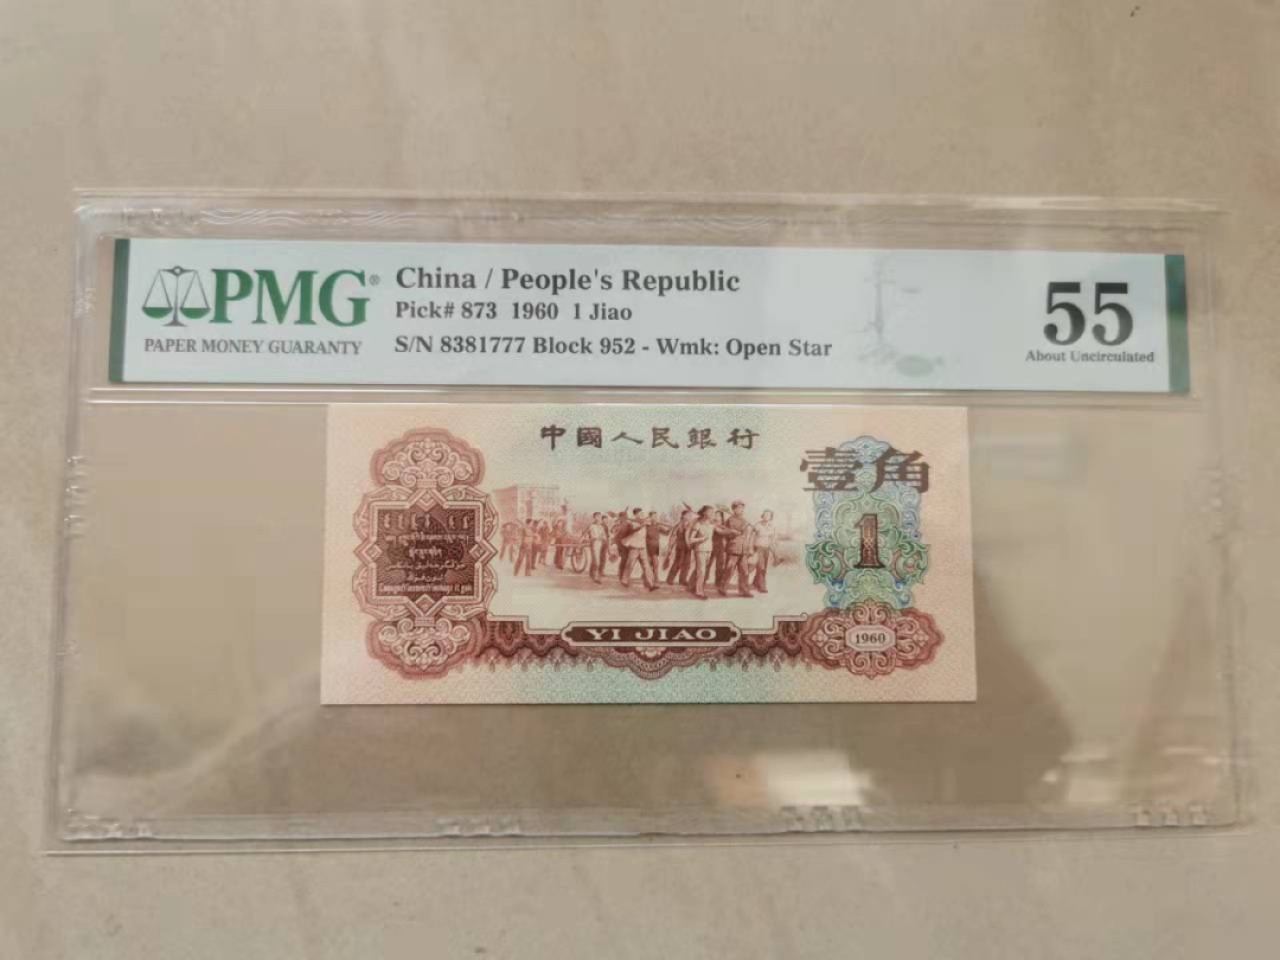 PMG®
PAPER MONEY GUARANTY
China / People's Republic
Pick# 873 1960 1 Jiao
S/N 8381777 Block 952 - Wmk: Open Star
55
About Uncirculated
中國人民銀行
壹角
1
YI JIAO
1960